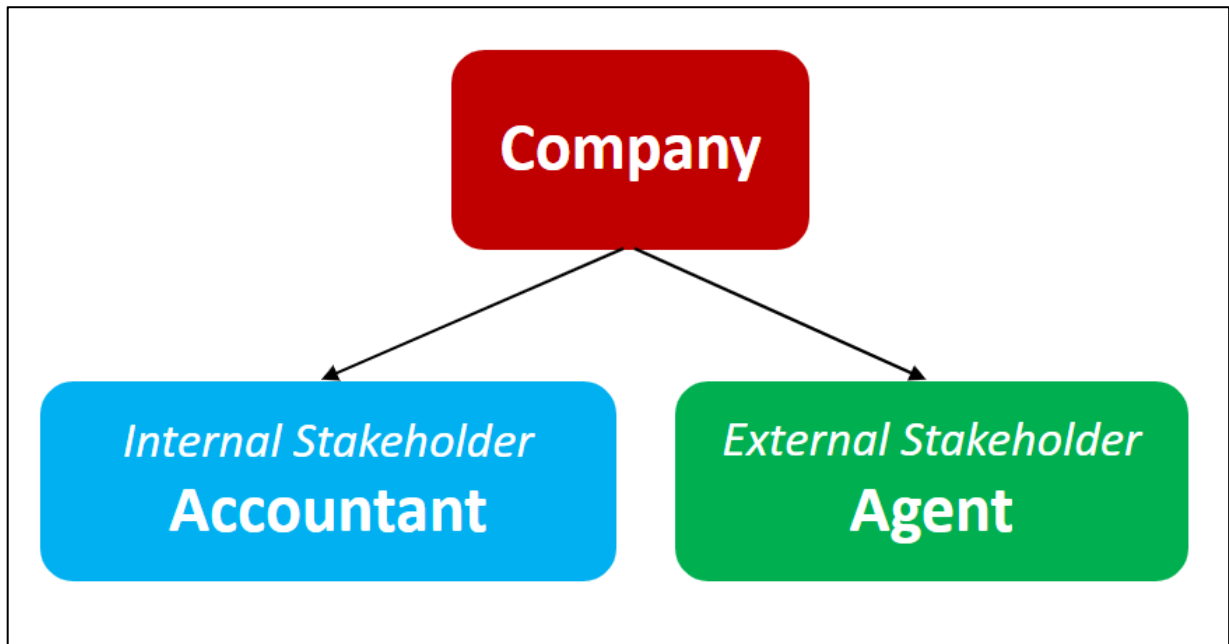 Company
Internal Stakeholder
Accountant
External Stakeholder
Agent